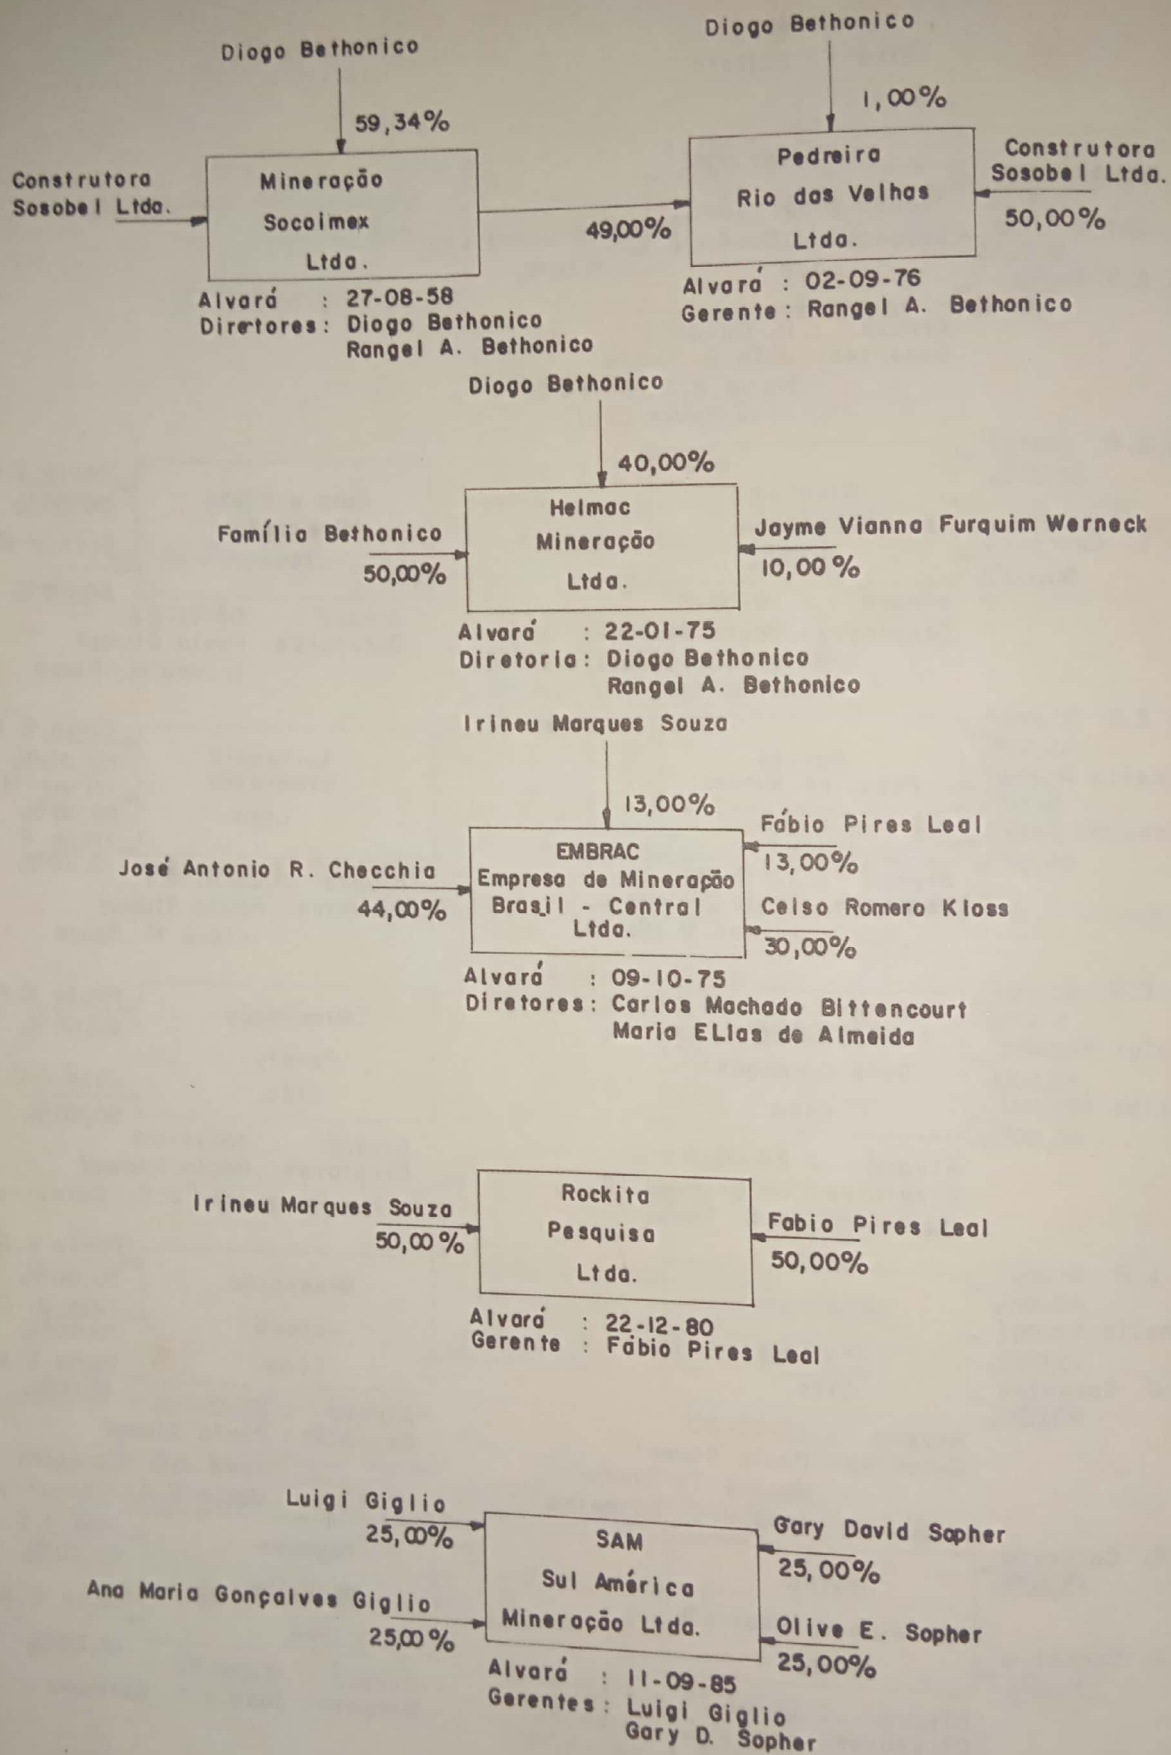 Diogo Bethonico
59,34%
Construtora
Sosobel Ltda.
Mineração
Socoimex
Ltda.
Alvará : 27-08-58
Diretores: Diogo Bethonico
Rangel A. Bethonico
49,00%
Diogo Bethonico
1,00%
Pedreira
Rio das Velhas
Ltda.
Construtora
Sosobel Ltda.
50,00%
Alvará : 02-09-76
Gerente : Rangel A. Bethonico
Diogo Bethonico
40,00%
Família Bethonico
50,00%
Helmac
Mineração
Ltda.
Jayme Vianna Furquim Werneck
10,00%
Alvará : 22-01-75
Diretoria : Diogo Bethonico
Rangel A. Bethonico
Irineu Marques Souza
13,00%
José Antonio R. Checchia
44,00%
EMBRAC
Empresa de Mineração
Brasil - Central
Ltda.
Fábio Pires Leal
13,00%
Celso Romero Kloss
30,00%
Alvará : 09-10-75
Diretores: Carlos Machado Bittencourt
Maria ELias de Almeida
Irineu Marques Souza
50,00%
Rockita
Pesquisa
Ltda.
Fabio Pires Leal
50,00%
Alvará : 22-12-80
Gerente : Fábio Pires Leal
Luigi Giglio
25,00%
Ana Maria Gonçalves Giglio
25,00%
SAM
Sul América
Mineração Ltda.
Gary David Sopher
25,00%
Olive E. Sopher
25,00%
Alvará : 11-09-85
Gerentes : Luigi Giglio
Gary D. Sopher